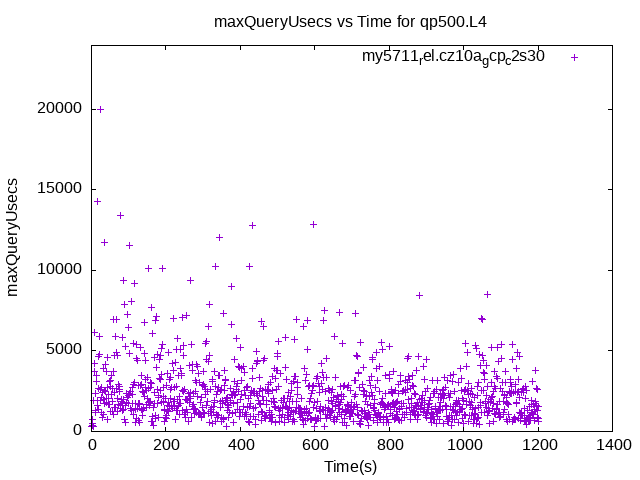 maxQueryUsecs vs Time for qp500.L4
my5711rel.cz10agcpc2s30
20000
15000
10000
5000
0
maxQueryUsecs
0 200 400 600 800 1000 1200 1400
Time(s)